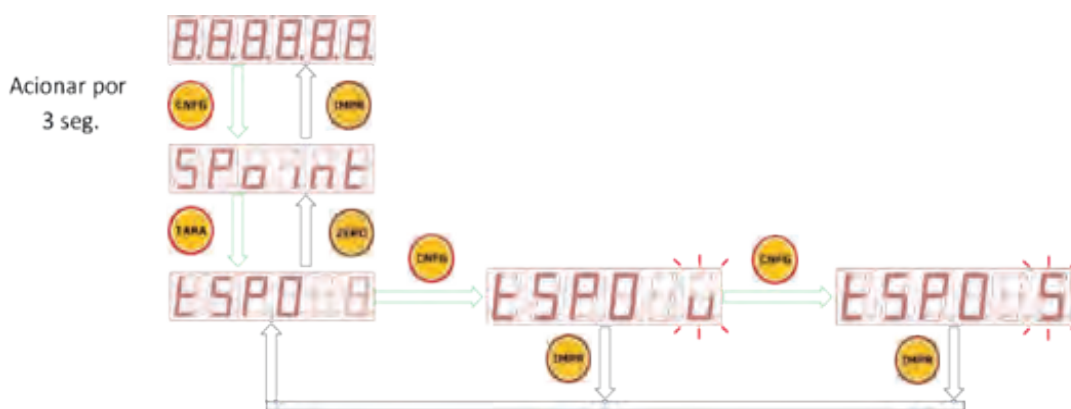 8.8.8.8.8.8.
Acionar por
3 seg.
CNFG IMPR
SPoint
TARA ZERO CNFG CNFG
tSP0 tSP0 u tSP0 S
IMPR IMPR